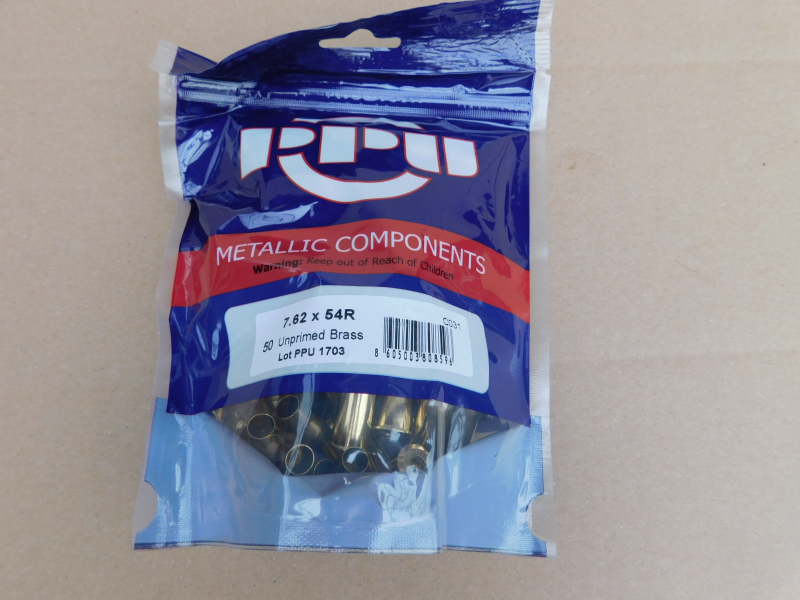 PPU
METALLIC COMPONENTS
Warning: Keep out of Reach of Children
7.62 x 54R
C031
50 Unprimed Brass
Lot PPU 1703
8 605003 808596